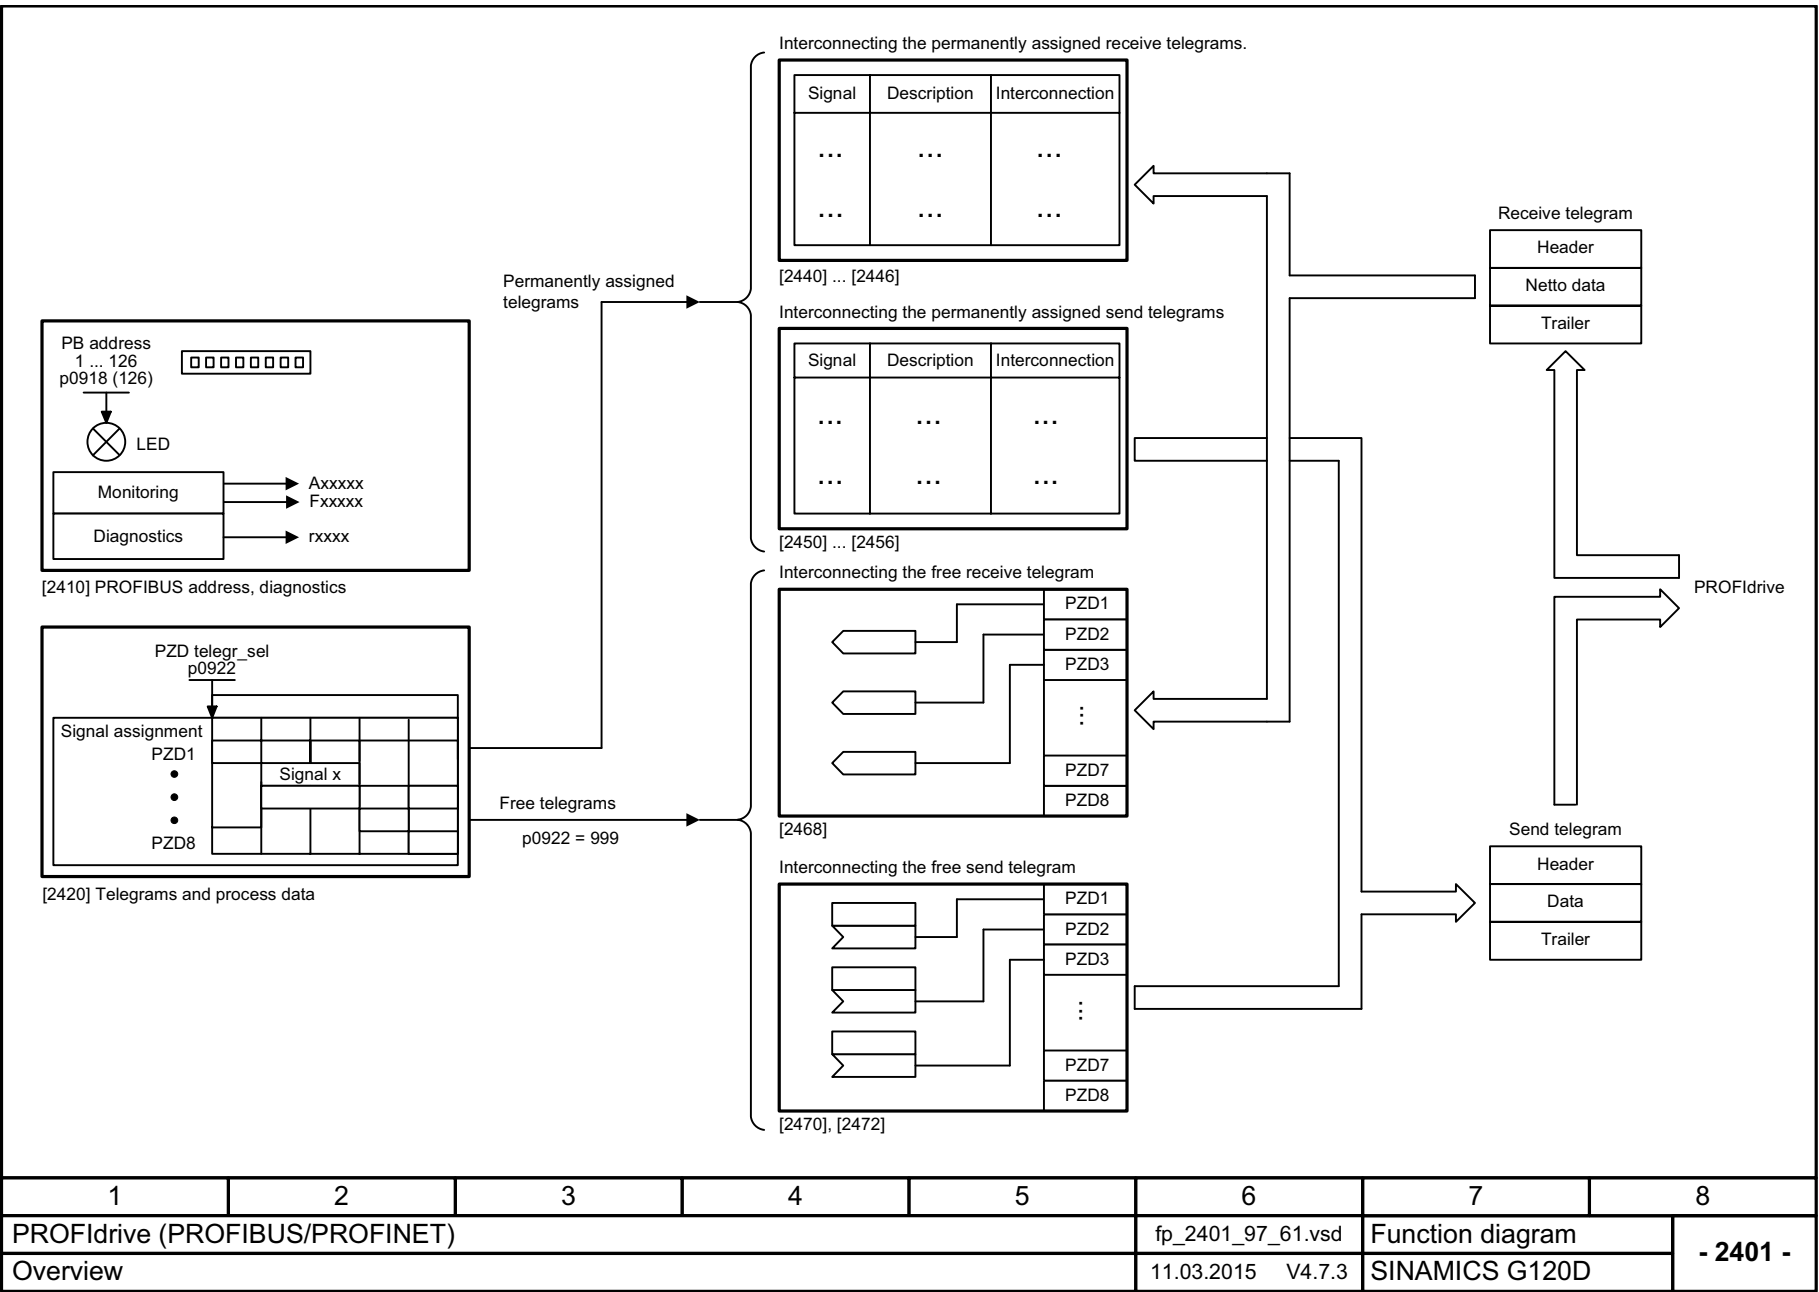 Interconnecting the permanently assigned receive telegrams.
Signal Description Interconnection
... ... ...
... ... ...
[2440] ... [2446]
Interconnecting the permanently assigned send telegrams
Signal Description Interconnection
... ... ...
... ... ...
[2450] ... [2456]
Permanently assigned
telegrams
PB address
1 ... 126
p0918 (126)
LED
Monitoring
Axxxxx
Fxxxxx
Diagnostics
rxxxx
[2410] PROFIBUS address, diagnostics
PZD telegr_sel
p0922
Signal assignment
PZD1
Signal x
PZD8
[2420] Telegrams and process data
Free telegrams
p0922 = 999
Interconnecting the free receive telegram
PZD1
PZD2
PZD3
⋮
PZD7
PZD8
[2468]
Interconnecting the free send telegram
PZD1
PZD2
PZD3
⋮
PZD7
PZD8
[2470], [2472]
Receive telegram
Header
Netto data
Trailer
PROFIdrive
Send telegram
Header
Data
Trailer
1 2 3 4 5 6 7 8
PROFIdrive (PROFIBUS/PROFINET) fp_2401_97_61.vsd Function diagram
- 2401 -
Overview 11.03.2015 V4.7.3 SINAMICS G120D